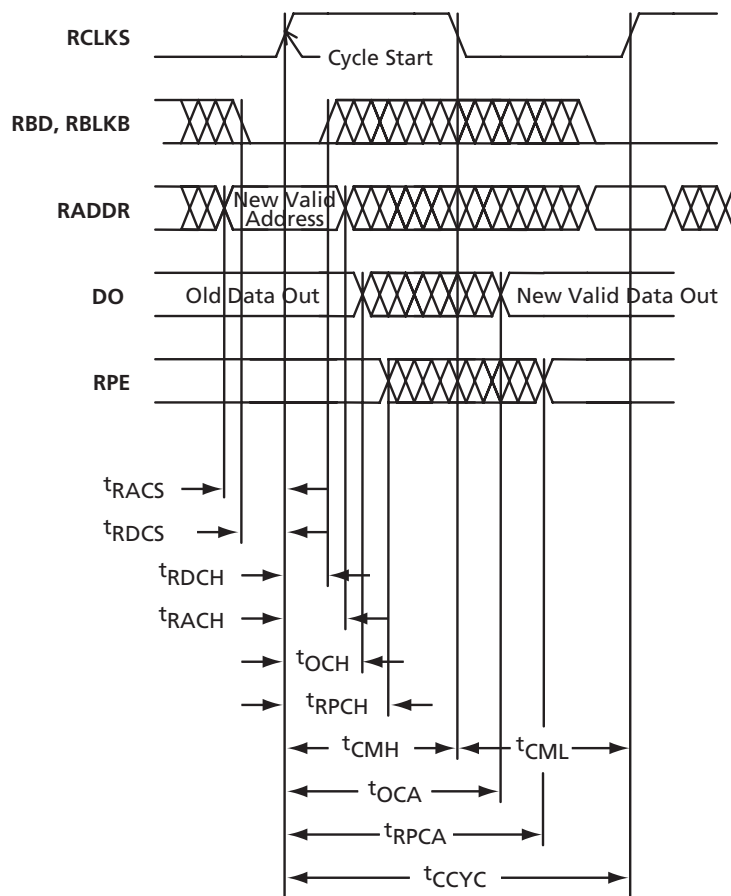 RCLKS
Cycle Start
RBD, RBLKB
RADDR
New Valid
Address
DO
Old Data Out
New Valid Data Out
RPE
tRACS
tRDCS
tRDCH
tRACH
tOCH
tRPCH
tCMH
tCML
tOCA
tRPCA
tCCYC